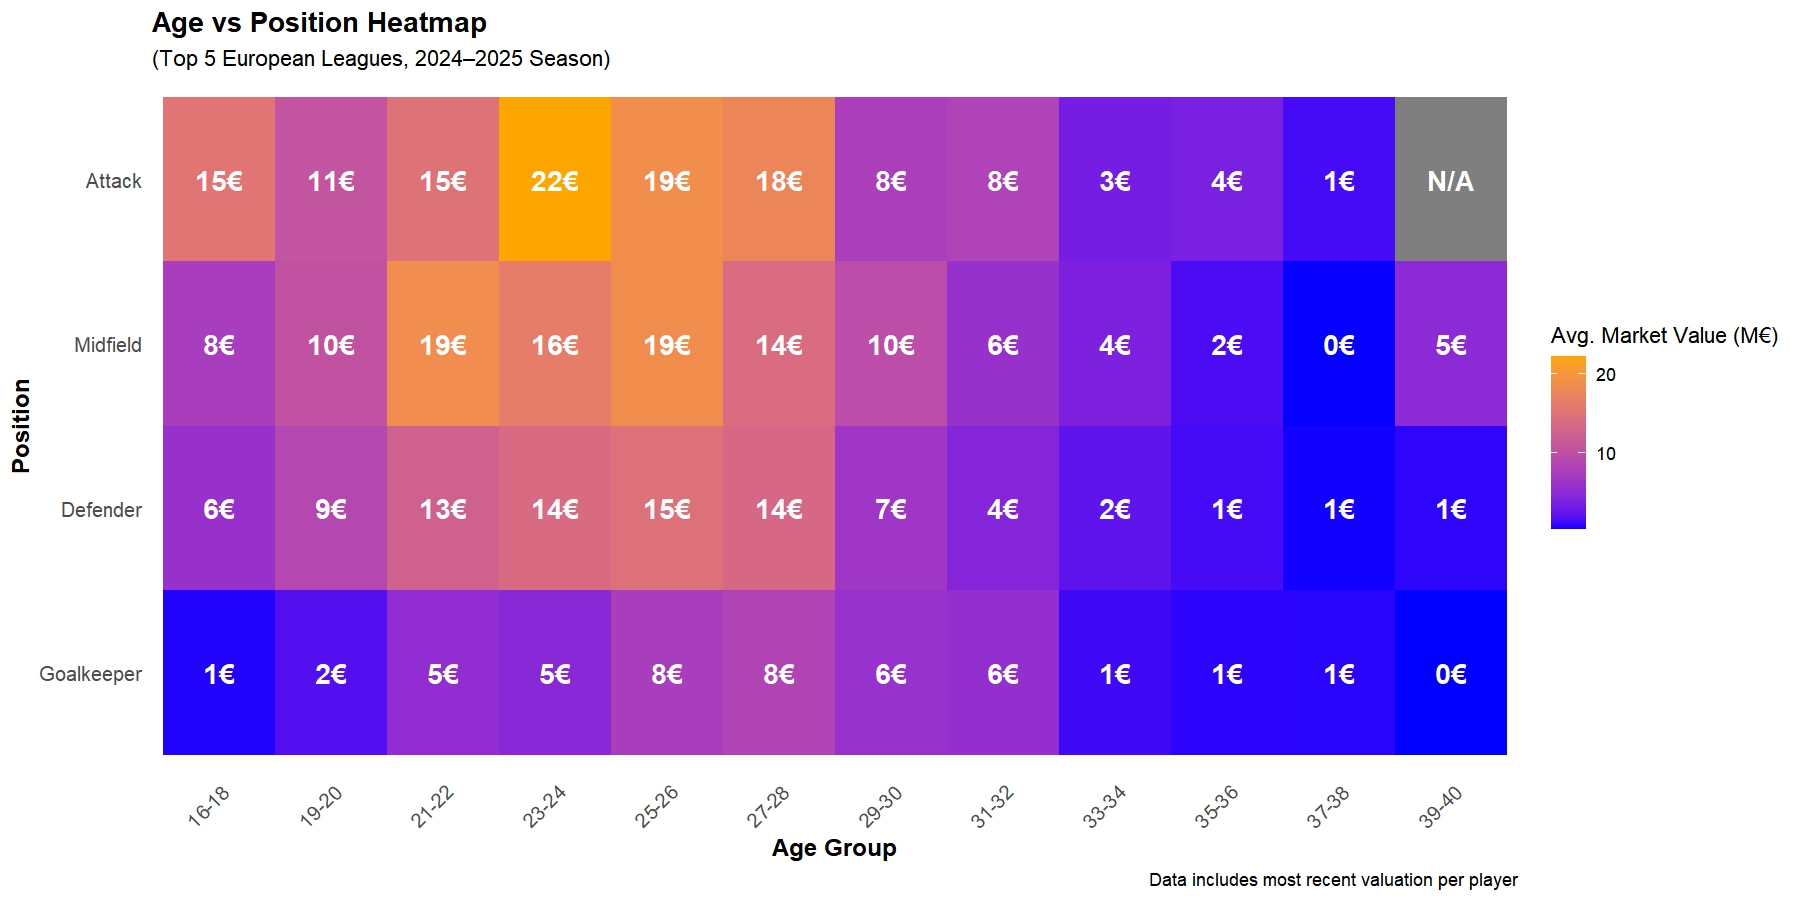 Age vs Position Heatmap
(Top 5 European Leagues, 2024–2025 Season)
Attack 15€ 11€ 15€ 22€ 19€ 18€ 8€ 8€ 3€ 4€ 1€ N/A
Midfield 8€ 10€ 19€ 16€ 19€ 14€ 10€ 6€ 4€ 2€ 0€ 5€
Defender 6€ 9€ 13€ 14€ 15€ 14€ 7€ 4€ 2€ 1€ 1€ 1€
Goalkeeper 1€ 2€ 5€ 5€ 8€ 8€ 6€ 6€ 1€ 1€ 1€ 0€
Position
16-18 19-20 21-22 23-24 25-26 27-28 29-30 31-32 33-34 35-36 37-38 39-40
Age Group
Avg. Market Value (M€)
20
10
Data includes most recent valuation per player